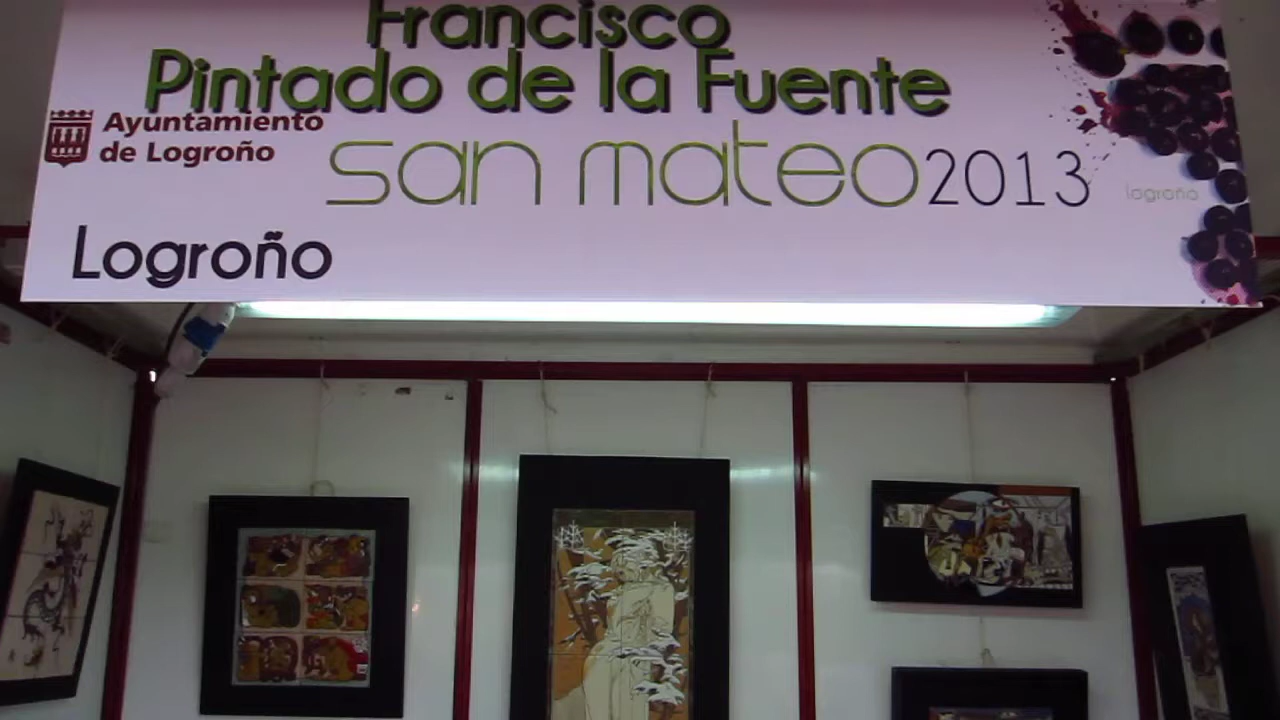 Francisco
Pintado de la Fuente
Ayuntamiento
de Logroño
san mateo 2013
logroño
Logroño